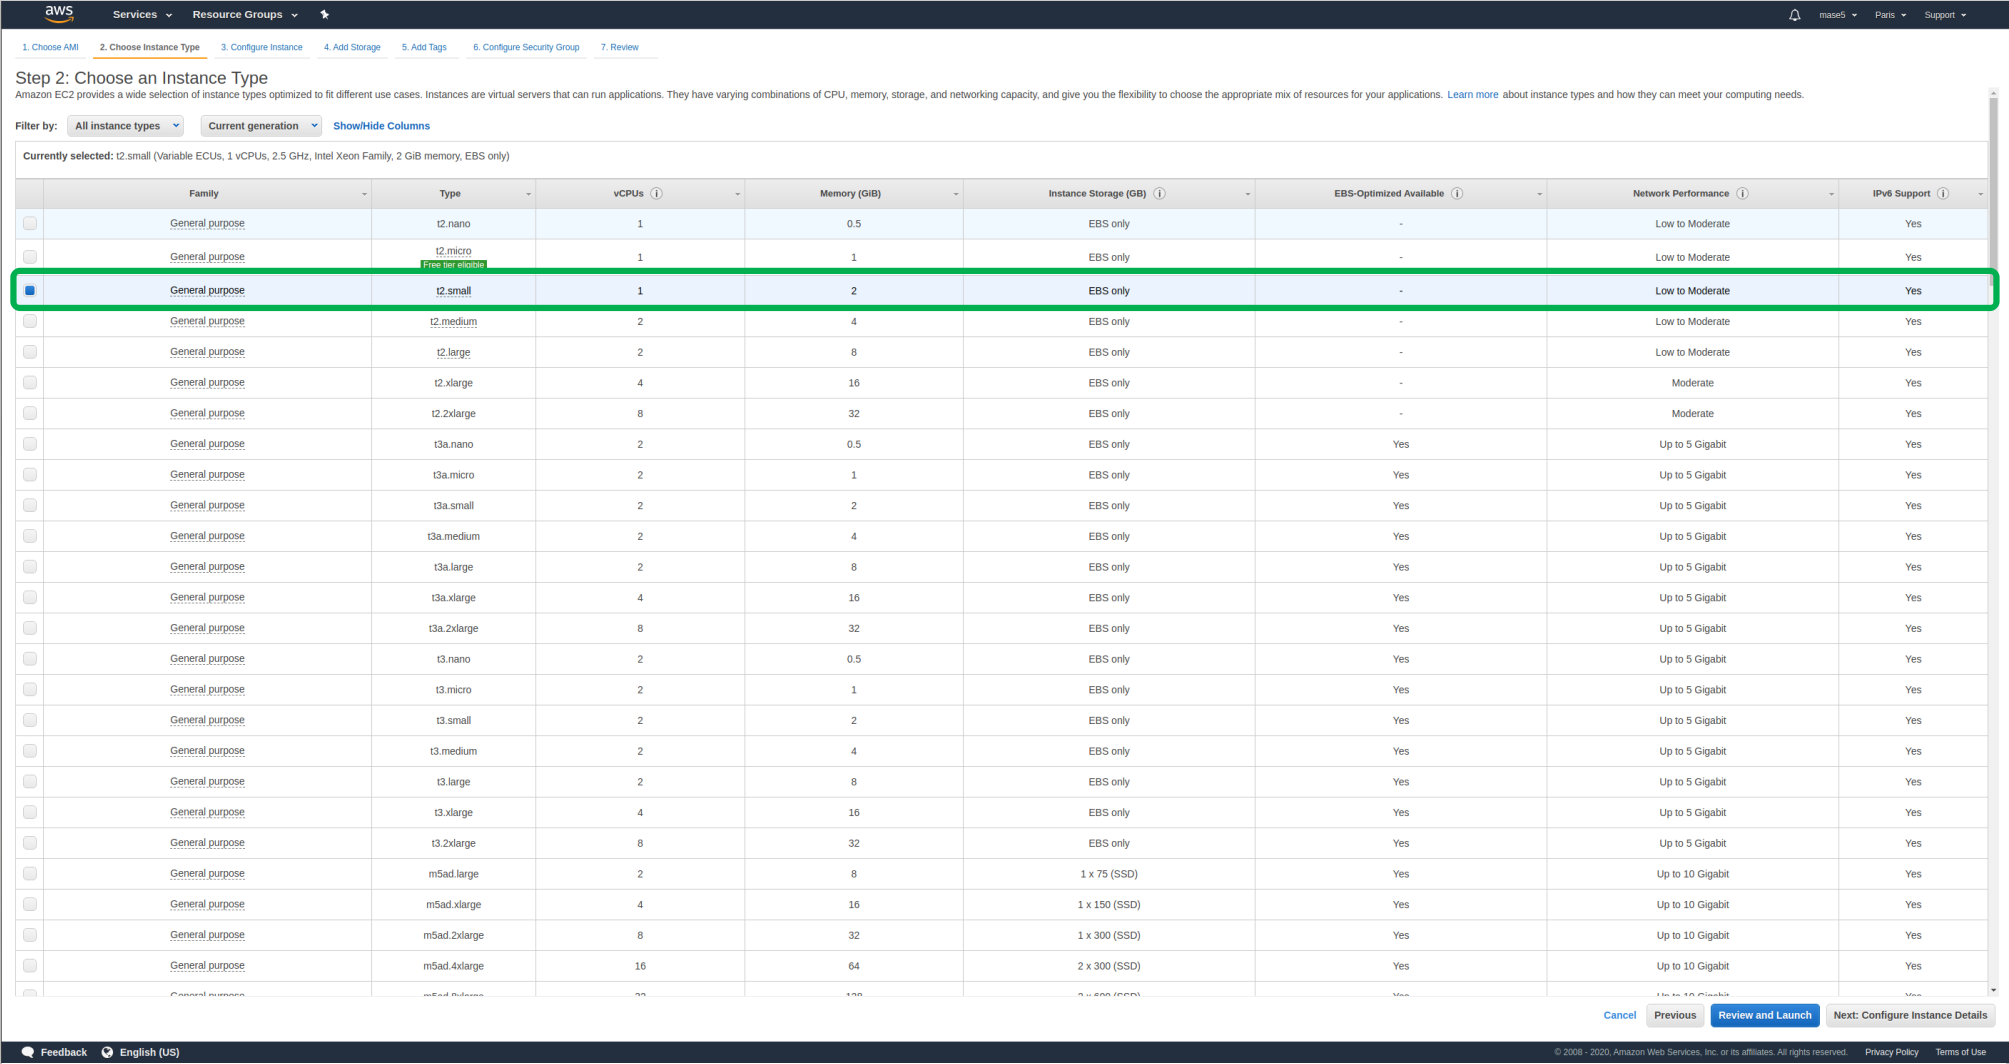 aws Services Resource Groups mase5 Paris Support
1. Choose AMI 2. Choose Instance Type 3. Configure Instance 4. Add Storage 5. Add Tags 6. Configure Security Group 7. Review
Step 2: Choose an Instance Type
Amazon EC2 provides a wide selection of instance types optimized to fit different use cases. Instances are virtual servers that can run applications. They have varying combinations of CPU, memory, storage, and networking capacity, and give you the flexibility to choose the appropriate mix of resources for your applications. Learn more about instance types and how they can meet your computing needs.
Filter by: All instance types Current generation Show/Hide Columns
Currently selected: t2.small (Variable ECUs, 1 vCPUs, 2.5 GHz, Intel Xeon Family, 2 GiB memory, EBS only)
Family Type vCPUs Memory (GiB) Instance Storage (GB) EBS-Optimized Available Network Performance IPv6 Support
General purpose t2.nano 1 0.5 EBS only - Low to Moderate Yes
General purpose t2.micro 1 1 EBS only - Low to Moderate Yes
Free tier eligible
General purpose t2.small 1 2 EBS only - Low to Moderate Yes
General purpose t2.medium 2 4 EBS only - Low to Moderate Yes
General purpose t2.large 2 8 EBS only - Low to Moderate Yes
General purpose t2.xlarge 4 16 EBS only - Moderate Yes
General purpose t2.2xlarge 8 32 EBS only - Moderate Yes
General purpose t3a.nano 2 0.5 EBS only Yes Up to 5 Gigabit Yes
General purpose t3a.micro 2 1 EBS only Yes Up to 5 Gigabit Yes
General purpose t3a.small 2 2 EBS only Yes Up to 5 Gigabit Yes
General purpose t3a.medium 2 4 EBS only Yes Up to 5 Gigabit Yes
General purpose t3a.large 2 8 EBS only Yes Up to 5 Gigabit Yes
General purpose t3a.xlarge 4 16 EBS only Yes Up to 5 Gigabit Yes
General purpose t3a.2xlarge 8 32 EBS only Yes Up to 5 Gigabit Yes
General purpose t3.nano 2 0.5 EBS only Yes Up to 5 Gigabit Yes
General purpose t3.micro 2 1 EBS only Yes Up to 5 Gigabit Yes
General purpose t3.small 2 2 EBS only Yes Up to 5 Gigabit Yes
General purpose t3.medium 2 4 EBS only Yes Up to 5 Gigabit Yes
General purpose t3.large 2 8 EBS only Yes Up to 5 Gigabit Yes
General purpose t3.xlarge 4 16 EBS only Yes Up to 5 Gigabit Yes
General purpose t3.2xlarge 8 32 EBS only Yes Up to 5 Gigabit Yes
General purpose m5ad.large 2 8 1 x 75 (SSD) Yes Up to 10 Gigabit Yes
General purpose m5ad.xlarge 4 16 1 x 150 (SSD) Yes Up to 10 Gigabit Yes
General purpose m5ad.2xlarge 8 32 1 x 300 (SSD) Yes Up to 10 Gigabit Yes
General purpose m5ad.4xlarge 16 64 2 x 300 (SSD) Yes Up to 10 Gigabit Yes
Cancel Previous Review and Launch Next: Configure Instance Details
Feedback English (US) © 2008 - 2020, Amazon Web Services, Inc. or its affiliates. All rights reserved. Privacy Policy Terms of Use